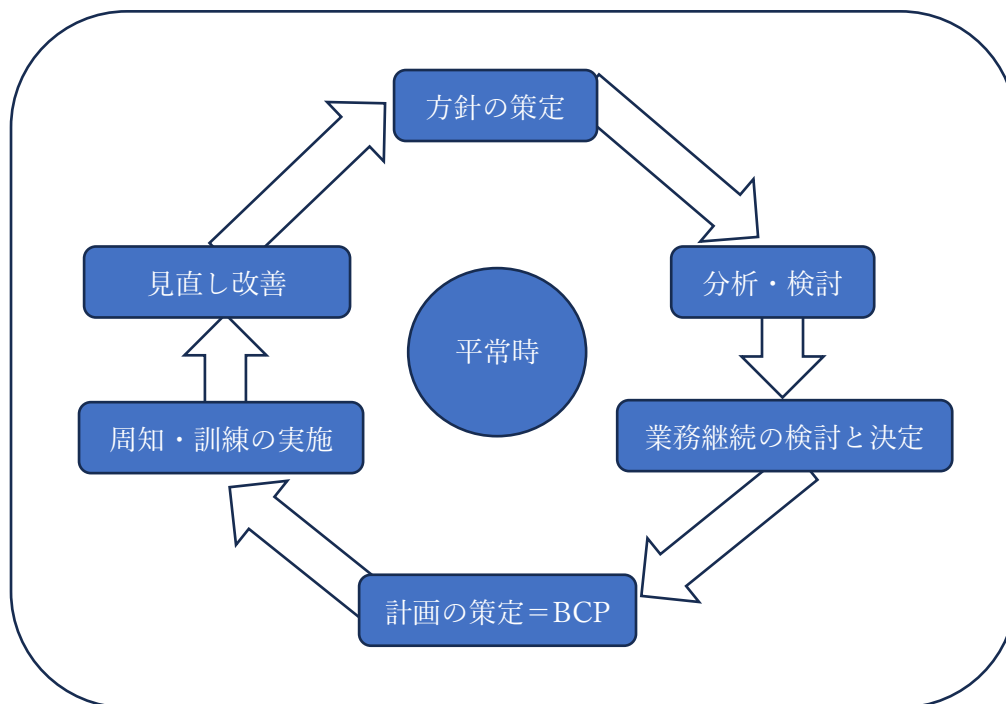 方針の策定
分析・検討
業務継続の検討と決定
計画の策定＝BCP
周知・訓練の実施
見直し改善
平常時